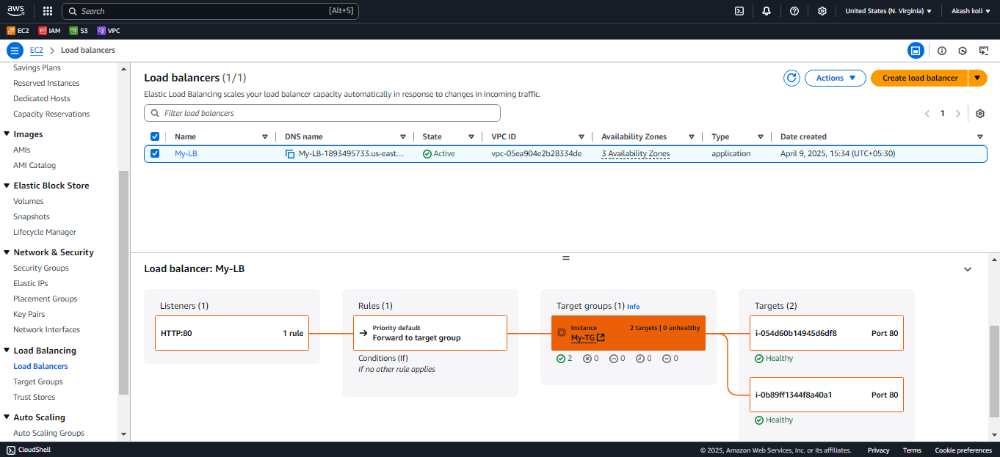 aws
Search [Alt+S]
United States (N. Virginia) Akash koli
EC2 IAM S3 VPC
EC2 Load balancers
Savings Plans
Reserved Instances
Dedicated Hosts
Capacity Reservations
Images
AMIs
AMI Catalog
Elastic Block Store
Volumes
Snapshots
Lifecycle Manager
Network & Security
Security Groups
Elastic IPs
Placement Groups
Key Pairs
Network Interfaces
Load Balancing
Load Balancers
Target Groups
Trust Stores
Auto Scaling
Auto Scaling Groups
Load balancers (1/1)
Actions
Create load balancer
Elastic Load Balancing scales your load balancer capacity automatically in response to changes in incoming traffic.
Filter load balancers
1
Name DNS name State VPC ID Availability Zones Type Date created
My-LB My-LB-1893495733.us-east... Active vpc-05ea904e2b28334de 3 Availability Zones application April 9, 2025, 15:34 (UTC+05:30)
Load balancer: My-LB
Listeners (1)
HTTP:80 1 rule
Rules (1)
Priority default
Forward to target group
Conditions (If)
If no other rule applies
Target groups (1) Info
Instance 2 targets | 0 unhealthy
My-TG
2 0 0 0 0
Targets (2)
i-054d60b14945d6df8 Port 80
Healthy
i-0b89ff1344f8a40a1 Port 80
Healthy
CloudShell
© 2025, Amazon Web Services, Inc. or its affiliates. Privacy Terms Cookie preferences